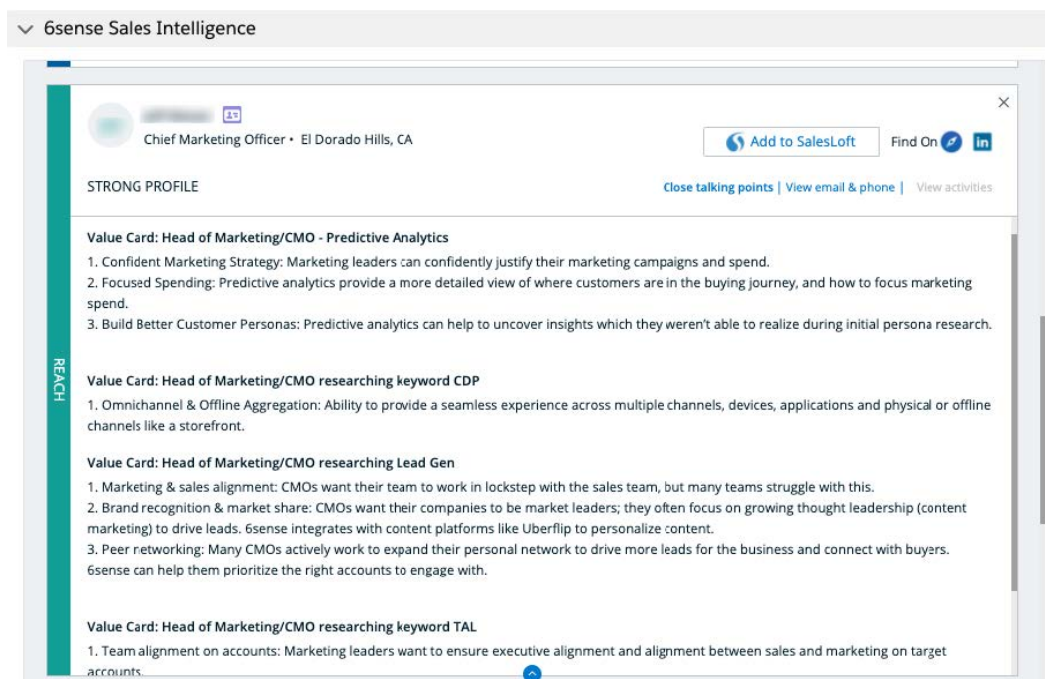 6sense Sales Intelligence
Chief Marketing Officer • El Dorado Hills, CA
Add to SalesLoft
Find On
in
STRONG PROFILE
Close talking points | View email & phone | View activities
Value Card: Head of Marketing/CMO - Predictive Analytics
1. Confident Marketing Strategy: Marketing leaders can confidently justify their marketing campaigns and spend.
2. Focused Spending: Predictive analytics provide a more detailed view of where customers are in the buying journey, and how to focus marketing
spend.
3. Build Better Customer Personas: Predictive analytics can help to uncover insights which they weren't able to realize during initial persona research.
REACH
Value Card: Head of Marketing/CMO researching keyword CDP
1. Omnichannel & Offline Aggregation: Ability to provide a seamless experience across multiple channels, devices, applications and physical or offline
channels like a storefront.
Value Card: Head of Marketing/CMO researching Lead Gen
1. Marketing & sales alignment: CMOs want their team to work in lockstep with the sales team, but many teams struggle with this.
2. Brand recognition & market share: CMOs want their companies to be market leaders; they often focus on growing thought leadership (content
marketing) to drive leads. 6sense integrates with content platforms like Uberflip to personalize content.
3. Peer networking: Many CMOs actively work to expand their personal network to drive more leads for the business and connect with buyers.
6sense can help them prioritize the right accounts to engage with.
Value Card: Head of Marketing/CMO researching keyword TAL
1. Team alignment on accounts: Marketing leaders want to ensure executive alignment and alignment between sales and marketing on target
accounts.